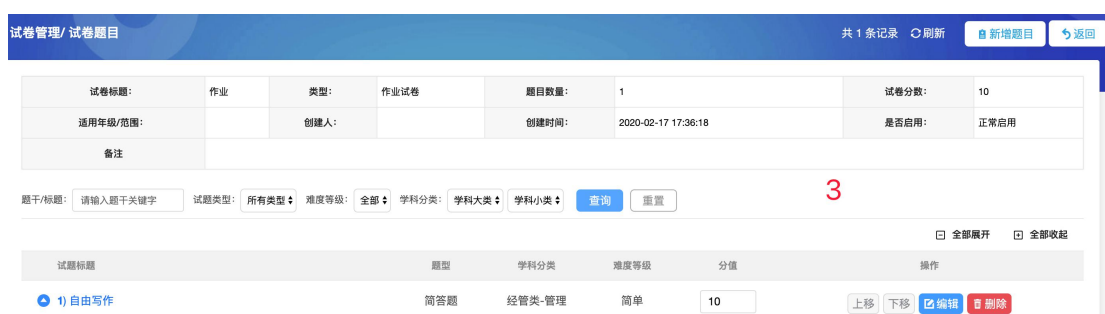 试卷管理/ 试卷题目 共 1 条记录 刷新 新增题目 返回
试卷标题: 作业 类型: 作业试卷 题目数量: 1 试卷分数: 10
适用年级/范围: 创建人: 创建时间: 2020-02-17 17:36:18 是否启用: 正常启用
备注
题干/标题: 请输入题干关键字 试题类型: 所有类型 难度等级: 全部 学科分类: 学科大类 学科小类 查询 重置 3
全部展开 全部收起
试题标题 题型 学科分类 难度等级 分值 操作
1) 自由写作 简答题 经管类-管理 简单 10 上移 下移 编辑 删除